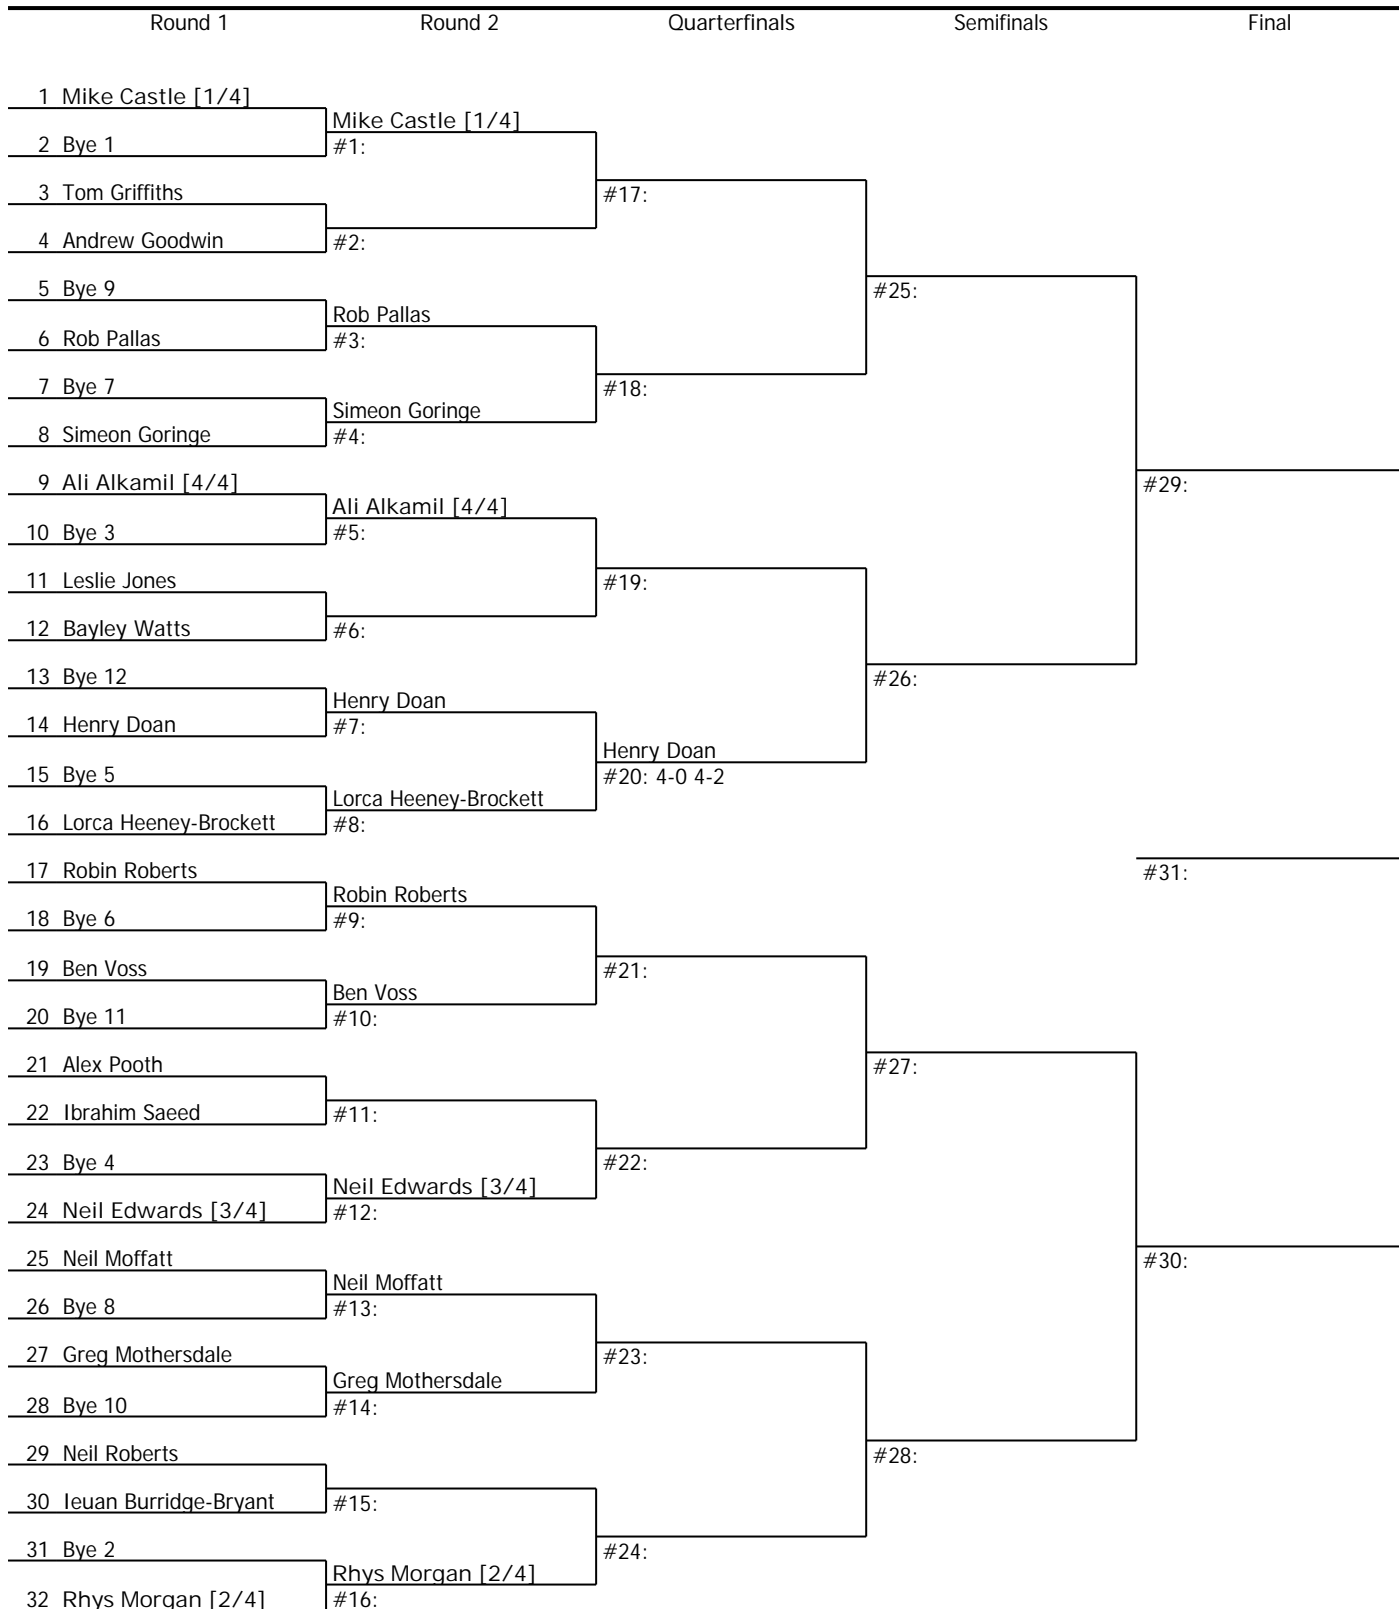 Round 1 Round 2 Quarterfinals Semifinals Final
1 Mike Castle [1/4]
Mike Castle [1/4]
2 Bye 1
#1:
3 Tom Griffiths
#17:
4 Andrew Goodwin
#2:
5 Bye 9
#25:
Rob Pallas
6 Rob Pallas
#3:
7 Bye 7
#18:
Simeon Goringe
8 Simeon Goringe
#4:
9 Ali Alkamil [4/4]
#29:
Ali Alkamil [4/4]
10 Bye 3
#5:
11 Leslie Jones
#19:
12 Bayley Watts
#6:
13 Bye 12
#26:
Henry Doan
14 Henry Doan
#7:
Henry Doan
15 Bye 5
#20: 4-0 4-2
Lorca Heeney-Brockett
16 Lorca Heeney-Brockett
#8:
17 Robin Roberts
#31:
Robin Roberts
18 Bye 6
#9:
19 Ben Voss
#21:
Ben Voss
20 Bye 11
#10:
21 Alex Pooth
#27:
22 Ibrahim Saeed
#11:
23 Bye 4
#22:
Neil Edwards [3/4]
24 Neil Edwards [3/4]
#12:
25 Neil Moffatt
#30:
Neil Moffatt
26 Bye 8
#13:
27 Greg Mothersdale
#23:
Greg Mothersdale
28 Bye 10
#14:
29 Neil Roberts
#28:
30 Ieuan Burridge-Bryant
#15:
31 Bye 2
#24:
Rhys Morgan [2/4]
32 Rhys Morgan [2/4]
#16: